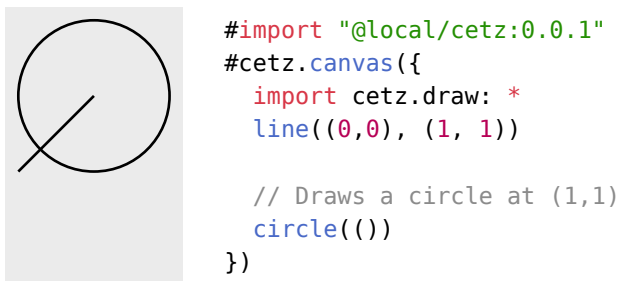 #import "@local/cetz:0.0.1"
#cetz.canvas({
  import cetz.draw: *
  line((0,0), (1, 1))

  // Draws a circle at (1,1)
  circle(())
})